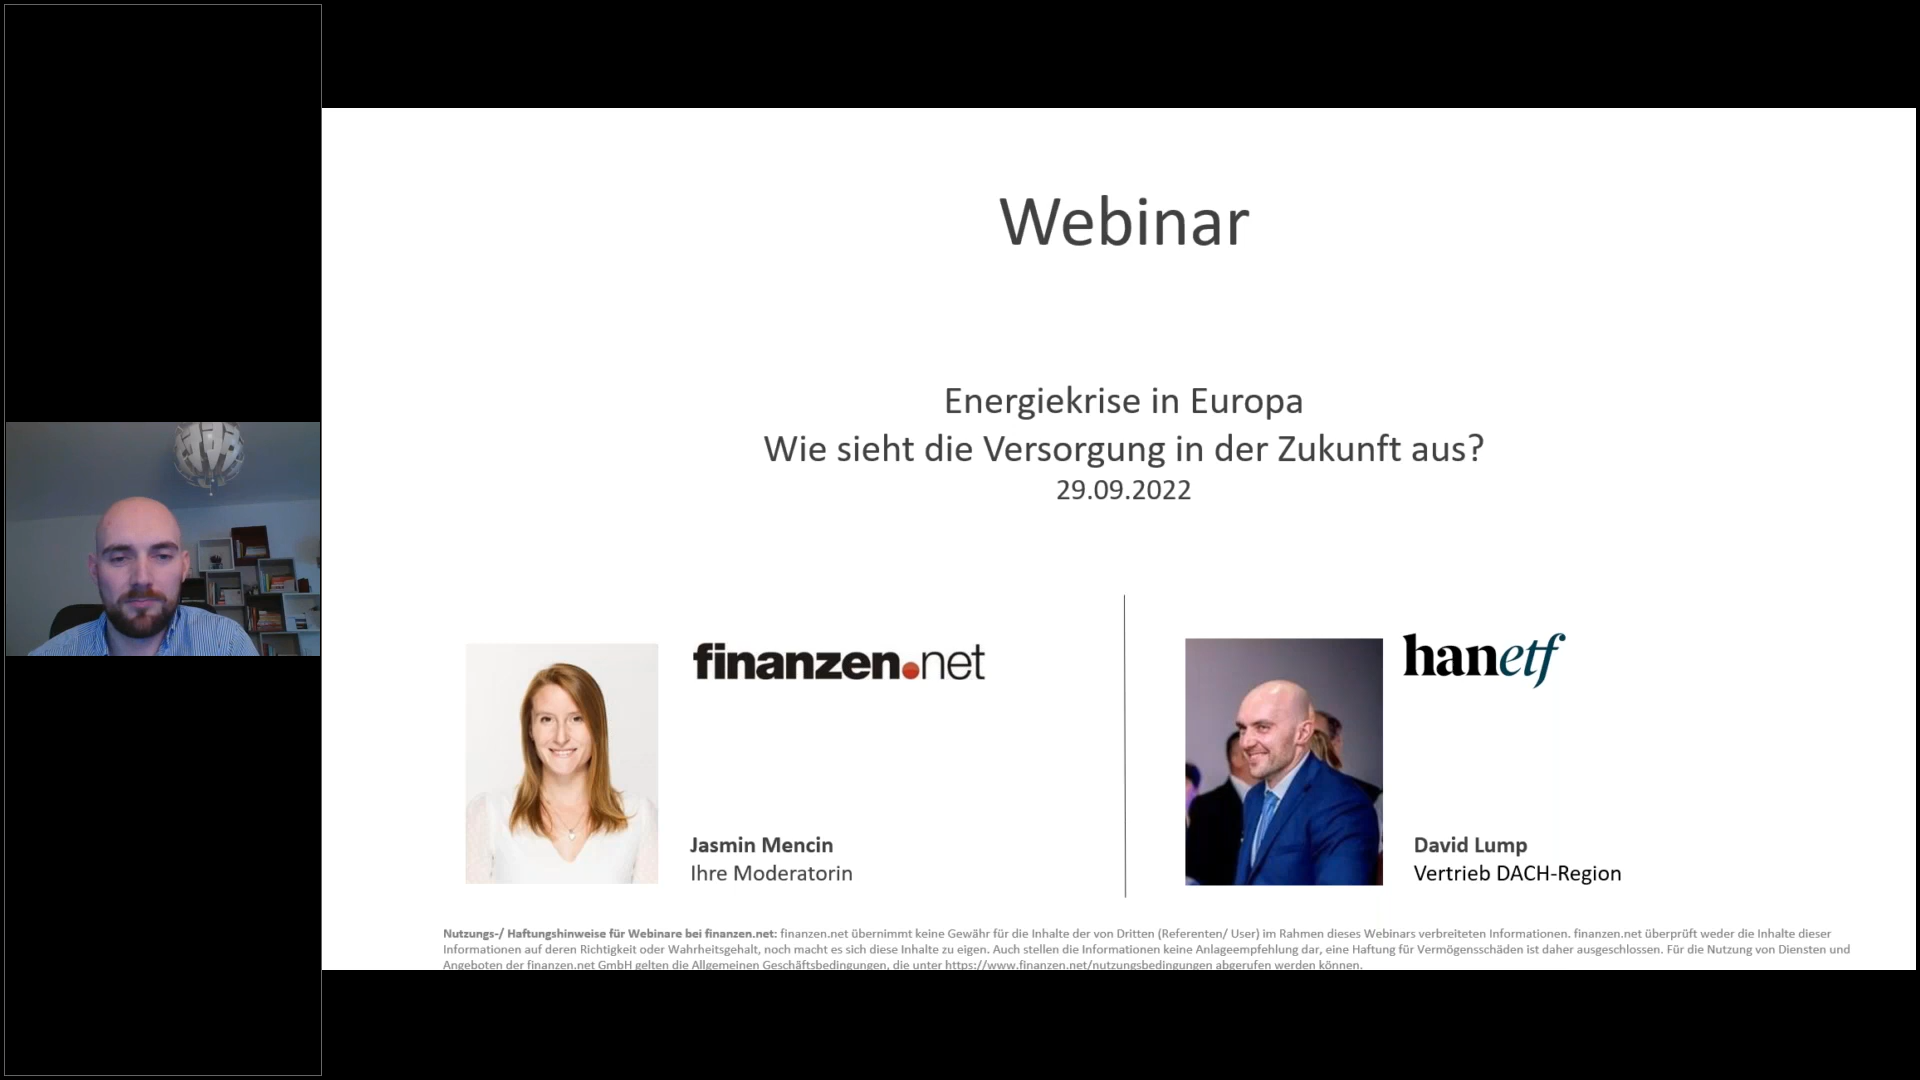 Webinar
Energiekrise in Europa
Wie sieht die Versorgung in der Zukunft aus?
29.09.2022
finanzen.net
Jasmin Mencin
Ihre Moderatorin
hanetf
David Lump
Vertrieb DACH-Region
Nutzungs-/ Haftungshinweise für Webinare bei finanzen.net: finanzen.net übernimmt keine Gewähr für die Inhalte der von Dritten (Referenten/ User) im Rahmen dieses Webinars verbreiteten Informationen. finanzen.net überprüft weder die Inhalte dieser
Informationen auf deren Richtigkeit oder Wahrheitsgehalt, noch macht es sich diese Inhalte zu eigen. Auch stellen die Informationen keine Anlageempfehlung dar, eine Haftung für Vermögensschäden ist daher ausgeschlossen. Für die Nutzung von Diensten und
Angeboten der finanzen.net GmbH gelten die Allgemeinen Geschäftsbedingungen, die unter https://www.finanzen.net/nutzungsbedingungen abgerufen werden können.